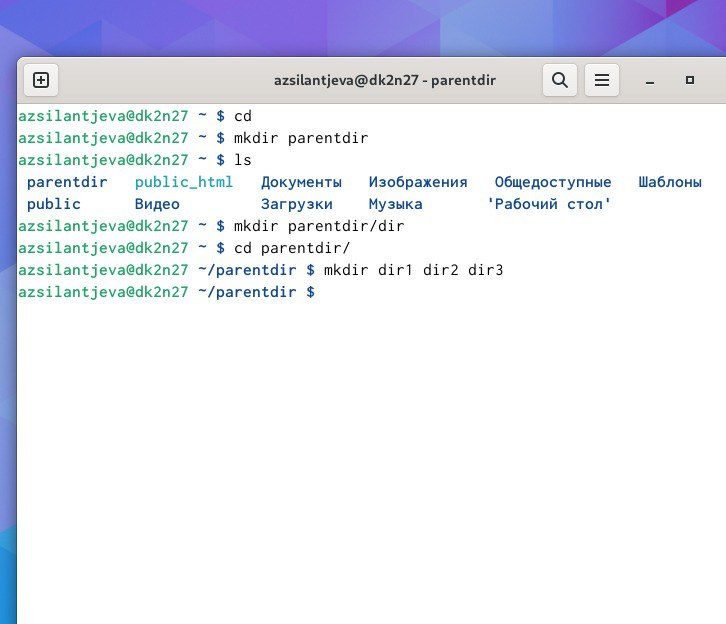 azsilantjeva@dk2n27 - parentdir
azsilantjeva@dk2n27 ~ $ cd
azsilantjeva@dk2n27 ~ $ mkdir parentdir
azsilantjeva@dk2n27 ~ $ ls
parentdir public_html Документы Изображения Общедоступные Шаблоны
public Видео Загрузки Музыка 'Рабочий стол'
azsilantjeva@dk2n27 ~ $ mkdir parentdir/dir
azsilantjeva@dk2n27 ~ $ cd parentdir/
azsilantjeva@dk2n27 ~/parentdir $ mkdir dir1 dir2 dir3
azsilantjeva@dk2n27 ~/parentdir $